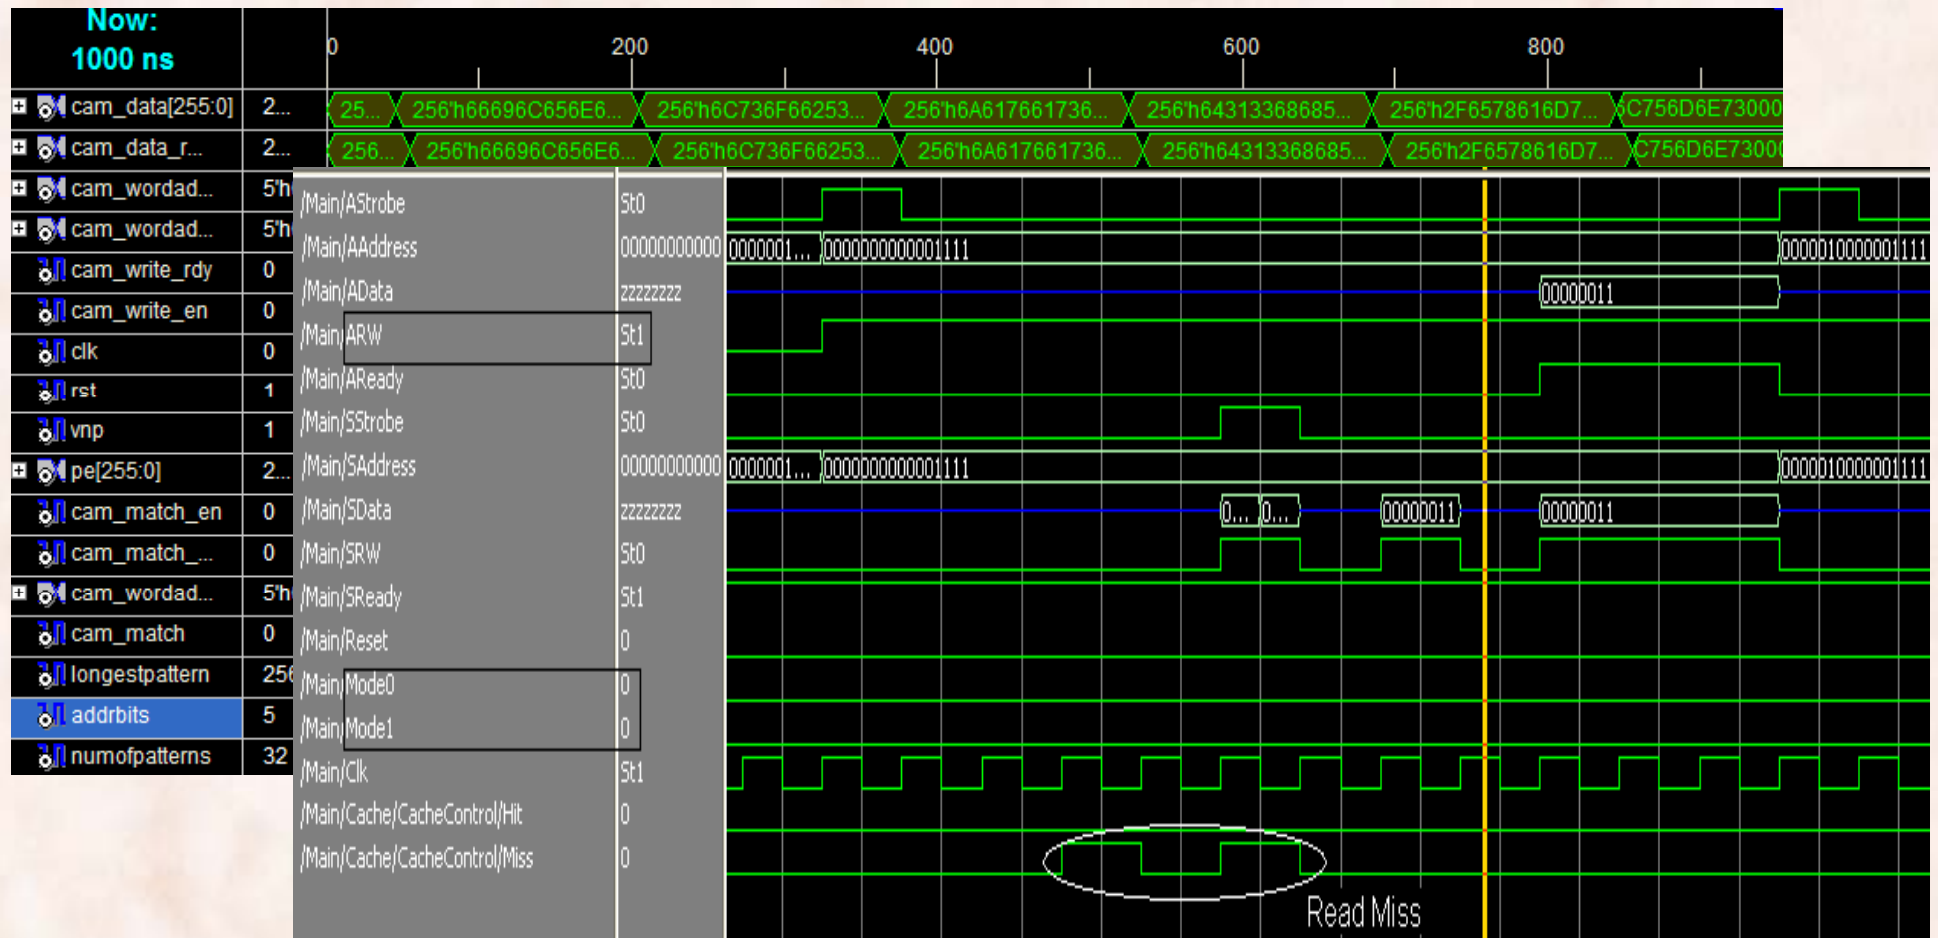 Now:
1000 ns
0 200 400 600 800
cam_data[255:0] 2... 25... 256'h66696C656E6... 256'h6C736F66253... 256'h6A617661736... 256'h64313368685... 256'h2F6578616D7... C756D6E73000
cam_data_r... 2... 256... 256'h66696C656E6... 256'h6C736F66253... 256'h6A617661736... 256'h64313368685... 256'h2F6578616D7... C756D6E7300
cam_wordad... 5'h
cam_wordad... 5'h
cam_write_rdy 0
cam_write_en 0
clk 0
rst 1
vnp 1
pe[255:0] 2...
cam_match_en 0
cam_match_... 0
cam_wordad... 5'h
cam_match 0
longestpattern 256
addrbits 5
numofpatterns 32
/Main/AStrobe St0
/Main/AAddress 00000000000 0000001... 0000000000001111 0000010000001111
/Main/AData zzzzzzzz 00000011
/Main/ARW St1
/Main/AReady St0
/Main/SStrobe St0
/Main/SAddress 00000000000 0000001... 0000000000001111 0000010000001111
/Main/SData zzzzzzzz 0... 0... 00000011 00000011
/Main/SRW St0
/Main/SReady St1
/Main/Reset 0
/Main/Mode0 0
/Main/Mode1 0
/Main/Clk St1
/Main/Cache/CacheControl/Hit 0
/Main/Cache/CacheControl/Miss 0
Read Miss